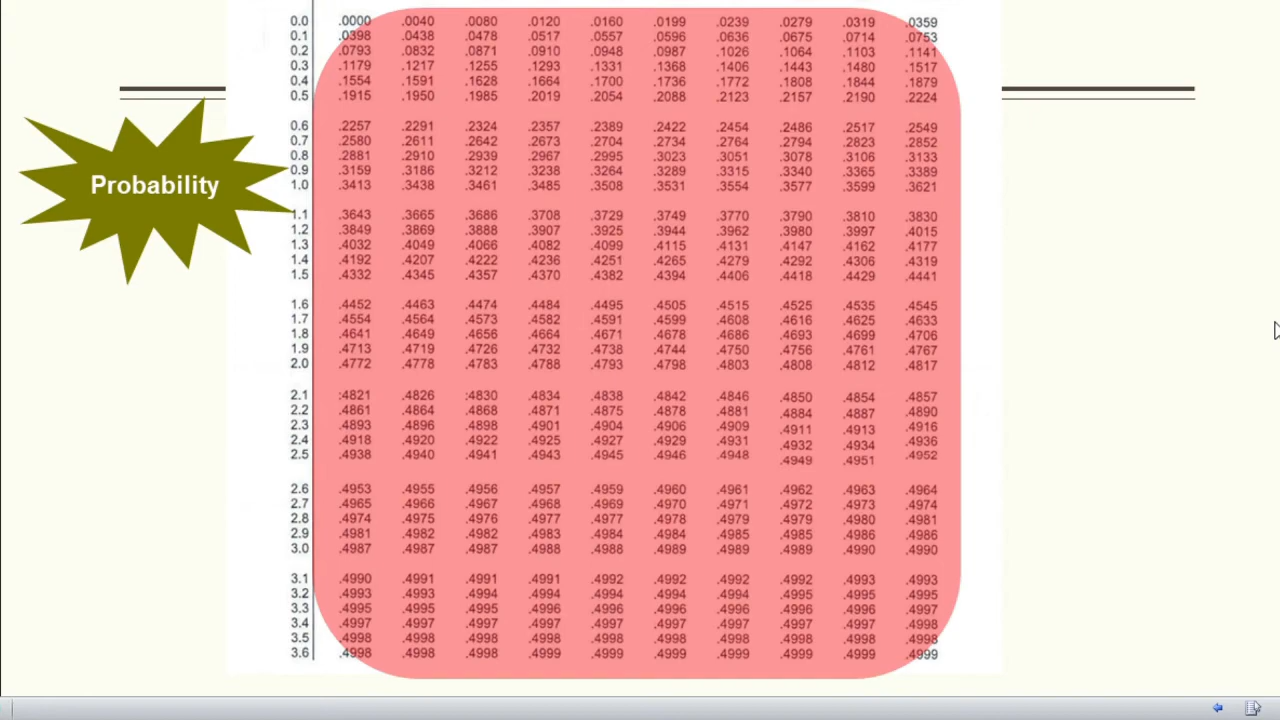 0.0 .0000 .0040 .0080 .0120 .0160 .0199 .0239 .0279 .0319 .0359
0.1 .0398 .0438 .0478 .0517 .0557 .0596 .0636 .0675 .0714 .0753
0.2 .0793 .0832 .0871 .0910 .0948 .0987 .1026 .1064 .1103 .1141
0.3 .1179 .1217 .1255 .1293 .1331 .1368 .1406 .1443 .1480 .1517
0.4 .1554 .1591 .1628 .1664 .1700 .1736 .1772 .1808 .1844 .1879
0.5 .1915 .1950 .1985 .2019 .2054 .2088 .2123 .2157 .2190 .2224
0.6 .2257 .2291 .2324 .2357 .2389 .2422 .2454 .2486 .2517 .2549
0.7 .2580 .2611 .2642 .2673 .2704 .2734 .2764 .2794 .2823 .2852
0.8 .2881 .2910 .2939 .2967 .2995 .3023 .3051 .3078 .3106 .3133
0.9 .3159 .3186 .3212 .3238 .3264 .3289 .3315 .3340 .3365 .3389
Probability
1.0 .3413 .3438 .3461 .3485 .3508 .3531 .3554 .3577 .3599 .3621
1.1 .3643 .3665 .3686 .3708 .3729 .3749 .3770 .3790 .3810 .3830
1.2 .3849 .3869 .3888 .3907 .3925 .3944 .3962 .3980 .3997 .4015
1.3 .4032 .4049 .4066 .4082 .4099 .4115 .4131 .4147 .4162 .4177
1.4 .4192 .4207 .4222 .4236 .4251 .4265 .4279 .4292 .4306 .4319
1.5 .4332 .4345 .4357 .4370 .4382 .4394 .4406 .4418 .4429 .4441
1.6 .4452 .4463 .4474 .4484 .4495 .4505 .4515 .4525 .4535 .4545
1.7 .4554 .4564 .4573 .4582 .4591 .4599 .4608 .4616 .4625 .4633
1.8 .4641 .4649 .4656 .4664 .4671 .4678 .4686 .4693 .4699 .4706
1.9 .4713 .4719 .4726 .4732 .4738 .4744 .4750 .4756 .4761 .4767
2.0 .4772 .4778 .4783 .4788 .4793 .4798 .4803 .4808 .4812 .4817
2.1 :4821 .4826 :4830 .4834 .4838 .4842 .4846 .4850 .4854 .4857
2.2 .4861 .4864 .4868 .4871 .4875 .4878 .4881 .4884 .4887 .4890
2.3 .4893 .4896 .4898 .4901 .4904 .4906 .4909 .4911 .4913 .4916
2.4 .4918 .4920 .4922 .4925 .4927 .4929 .4931 .4932 .4934 .4936
2.5 .4938 .4940 .4941 .4943 .4945 .4946 .4948 .4949 .4951 .4952
2.6 .4953 .4955 .4956 .4957 .4959 .4960 .4961 .4962 .4963 .4964
2.7 .4965 .4966 .4967 .4968 .4969 .4970 .4971 .4972 .4973 .4974
2.8 .4974 .4975 .4976 .4977 .4977 .4978 .4979 .4979 .4980 .4981
2.9 .4981 .4982 .4982 .4983 .4984 .4984 .4985 .4985 .4986 .4986
3.0 .4987 .4987 .4987 .4988 .4988 .4989 .4989 .4989 .4990 .4990
3.1 .4990 .4991 .4991 .4991 .4992 .4992 .4992 .4992 .4993 .4993
3.2 .4993 .4993 .4994 .4994 .4994 .4994 .4994 .4995 .4995 .4995
3.3 .4995 .4995 .4995 .4996 .4996 .4996 .4996 .4996 .4996 .4997
3.4 .4997 .4997 .4997 .4997 .4997 .4997 .4997 .4997 .4997 .4998
3.5 .4998 .4998 .4998 .4998 .4998 .4998 .4998 .4998 .4998 .4998
3.6 .4998 .4998 .4998 .4999 .4999 .4999 .4999 .4999 .4999 .4999